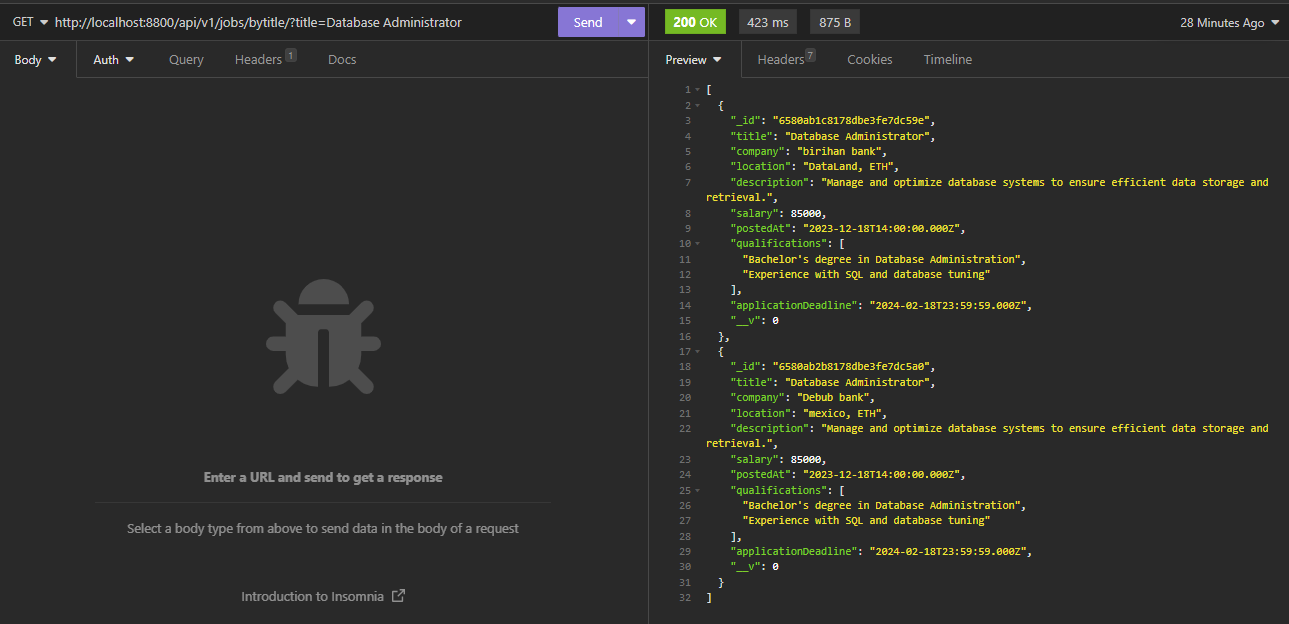 GET http://localhost:8800/api/v1/jobs/bytitle/?title=Database Administrator Send 200 OK 423 ms 875 B 28 Minutes Ago
Body Auth Query Headers 1 Docs
Enter a URL and send to get a response
Select a body type from above to send data in the body of a request
Introduction to Insomnia
Preview Headers 7 Cookies Timeline
1 [
2 {
3 "_id": "6580ab1c8178dbe3fe7dc59e",
4 "title": "Database Administrator",
5 "company": "birihan bank",
6 "location": "DataLand, ETH",
7 "description": "Manage and optimize database systems to ensure efficient data storage and
retrieval.",
8 "salary": 85000,
9 "postedAt": "2023-12-18T14:00:00.000Z",
10 "qualifications": [
11 "Bachelor's degree in Database Administration",
12 "Experience with SQL and database tuning"
13 ],
14 "applicationDeadline": "2024-02-18T23:59:59.000Z",
15 "__v": 0
16 },
17 {
18 "_id": "6580ab2b8178dbe3fe7dc5a0",
19 "title": "Database Administrator",
20 "company": "Debub bank",
21 "location": "mexico, ETH",
22 "description": "Manage and optimize database systems to ensure efficient data storage and
retrieval.",
23 "salary": 85000,
24 "postedAt": "2023-12-18T14:00:00.000Z",
25 "qualifications": [
26 "Bachelor's degree in Database Administration",
27 "Experience with SQL and database tuning"
28 ],
29 "applicationDeadline": "2024-02-18T23:59:59.000Z",
30 "__v": 0
31 }
32 ]